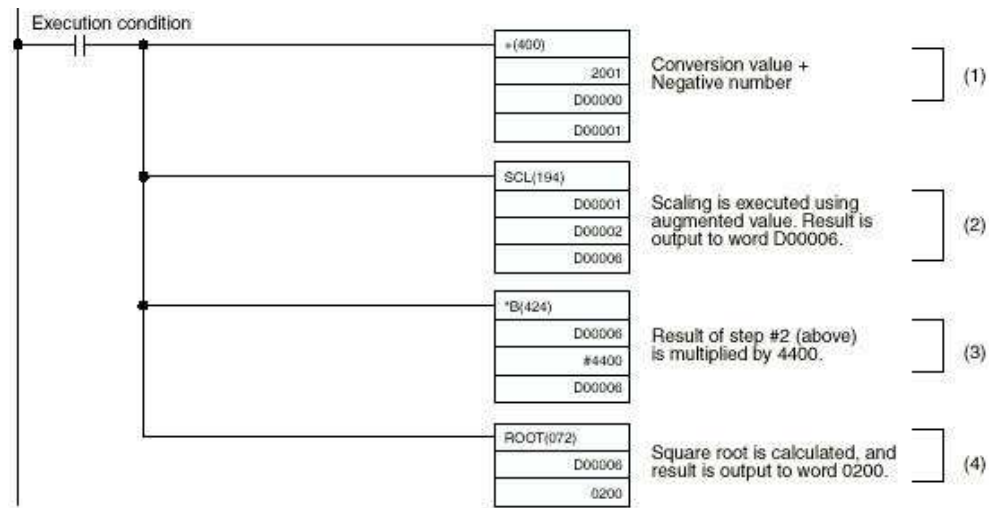 Execution condition
+(400)
2001
D00000
D00001
Conversion value +
Negative number
(1)
SCL(194)
D00001
D00002
D00006
Scaling is executed using
augmented value. Result is
output to word D00006.
(2)
*B(424)
D00006
#4400
D00006
Result of step #2 (above)
is multiplied by 4400.
(3)
ROOT(072)
D00006
0200
Square root is calculated, and
result is output to word 0200.
(4)